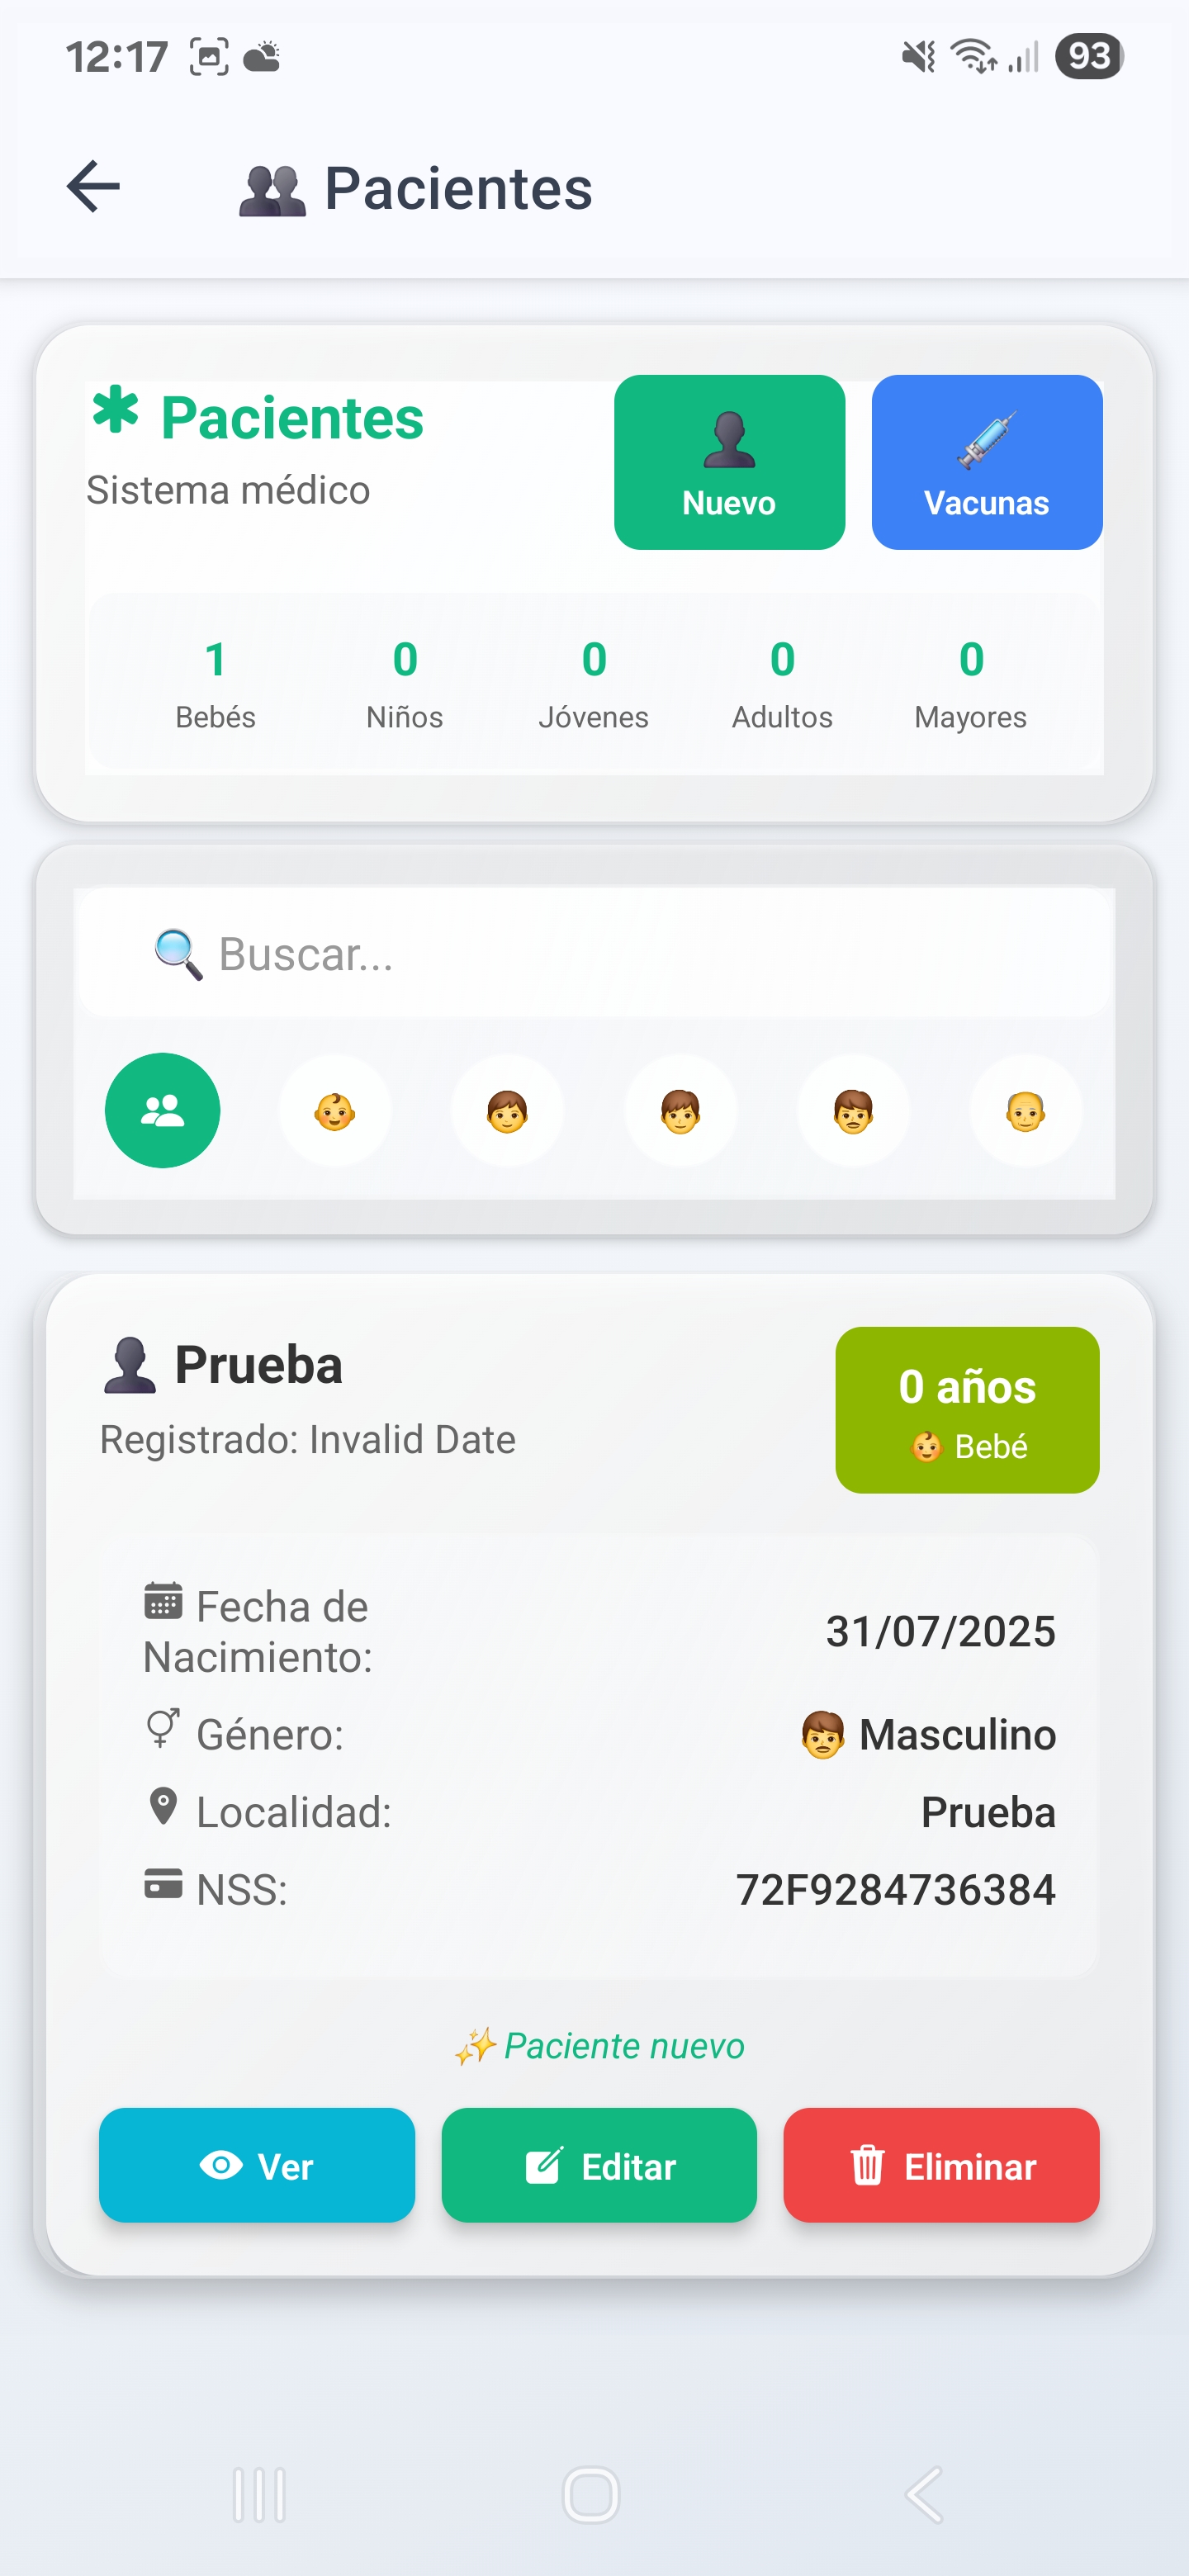 12:17
93
Pacientes
Pacientes
Sistema médico
Nuevo
Vacunas
1
0
0
0
0
Bebés
Niños
Jóvenes
Adultos
Mayores
Buscar...
Prueba
Registrado: Invalid Date
0 años
Bebé
Fecha de
Nacimiento:
31/07/2025
Género:
Masculino
Localidad:
Prueba
NSS:
72F9284736384
Paciente nuevo
Ver
Editar
Eliminar